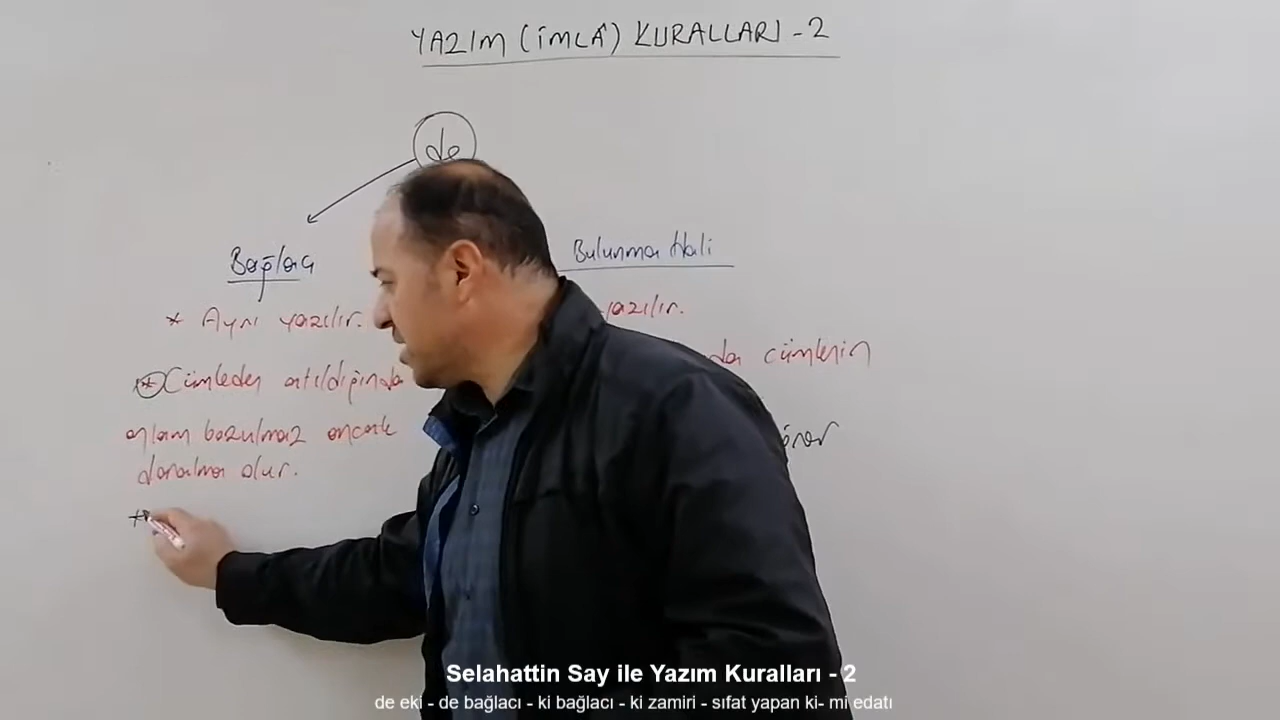 YAZIM (İMLÂ) KURALLARI - 2
de
Bağlaç
Bulunma Hali
* Ayrı yazılır.
yazılır.
* Cümleden atıldığında
da cümlenin
anlam bozulmaz ancak
daralma olur.
*
Selahattin Say ile Yazım Kuralları - 2
de eki - de bağlacı - ki bağlacı - ki zamiri - sıfat yapan ki- mi edatı